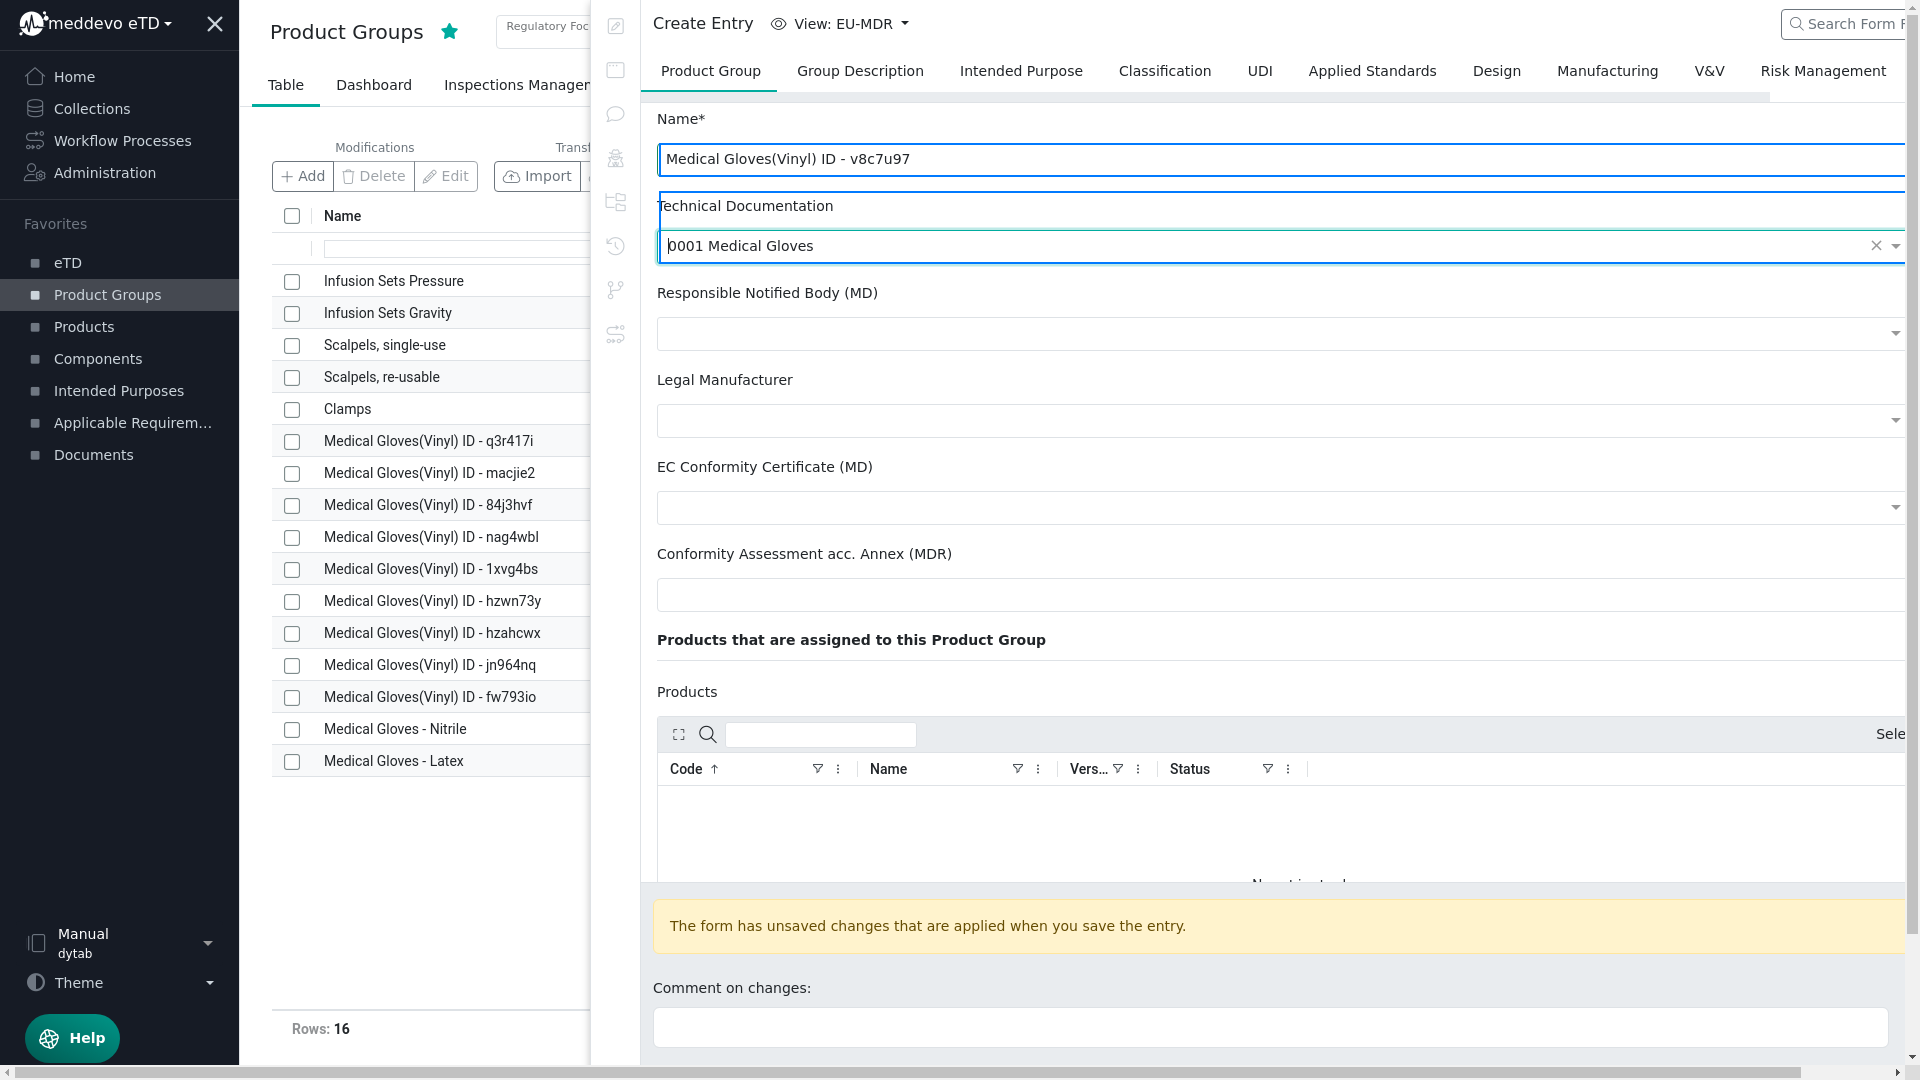 meddevo eTD
Home
Collections
Workflow Processes
Administration
Favorites
eTD
Product Groups
Products
Components
Intended Purposes
Applicable Requirem...
Documents
Manual
dytab
Theme
Help
Product Groups
Regulatory Foc
Table
Dashboard
Inspections Manager
Modifications
Transf
Add
Delete
Edit
Import
Name
Infusion Sets Pressure
Infusion Sets Gravity
Scalpels, single-use
Scalpels, re-usable
Clamps
Medical Gloves(Vinyl) ID - q3r417i
Medical Gloves(Vinyl) ID - macjie2
Medical Gloves(Vinyl) ID - 84j3hvf
Medical Gloves(Vinyl) ID - nag4wbl
Medical Gloves(Vinyl) ID - 1xvg4bs
Medical Gloves(Vinyl) ID - hzwn73y
Medical Gloves(Vinyl) ID - hzahcwx
Medical Gloves(Vinyl) ID - jn964nq
Medical Gloves(Vinyl) ID - fw793io
Medical Gloves - Nitrile
Medical Gloves - Latex
Rows: 16
Create Entry
View: EU-MDR
Search Form F
Product Group
Group Description
Intended Purpose
Classification
UDI
Applied Standards
Design
Manufacturing
V&V
Risk Management
Name*
Medical Gloves(Vinyl) ID - v8c7u97
Technical Documentation
0001 Medical Gloves
Responsible Notified Body (MD)
Legal Manufacturer
EC Conformity Certificate (MD)
Conformity Assessment acc. Annex (MDR)
Products that are assigned to this Product Group
Products
Sele
Code
Name
Vers...
Status
The form has unsaved changes that are applied when you save the entry.
Comment on changes: